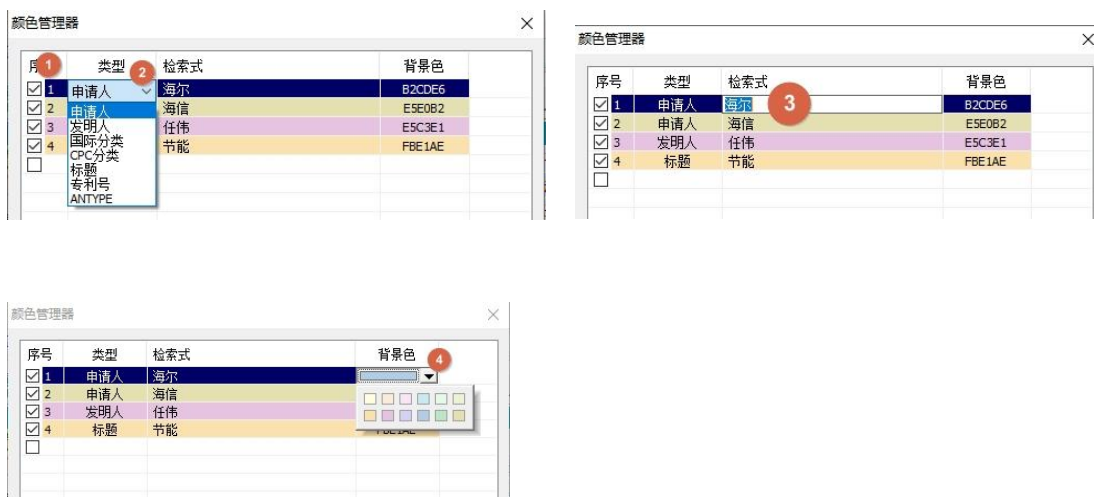 颜色管理器
序 1 类型 2 检索式 背景色
1 申请人 海尔 B2CDE6
2 申请人 海信 E5E0B2
3 发明人 任伟 E5C3E1
4 国际分类 节能 FBE1AE
CPC分类
标题
专利号
ANTYPE
颜色管理器
序号 类型 检索式 背景色
1 申请人 海尔 3 B2CDE6
2 申请人 海信 E5E0B2
3 发明人 任伟 E5C3E1
4 标题 节能 FBE1AE
颜色管理器
序号 类型 检索式 背景色 4
1 申请人 海尔
2 申请人 海信
3 发明人 任伟
4 标题 节能